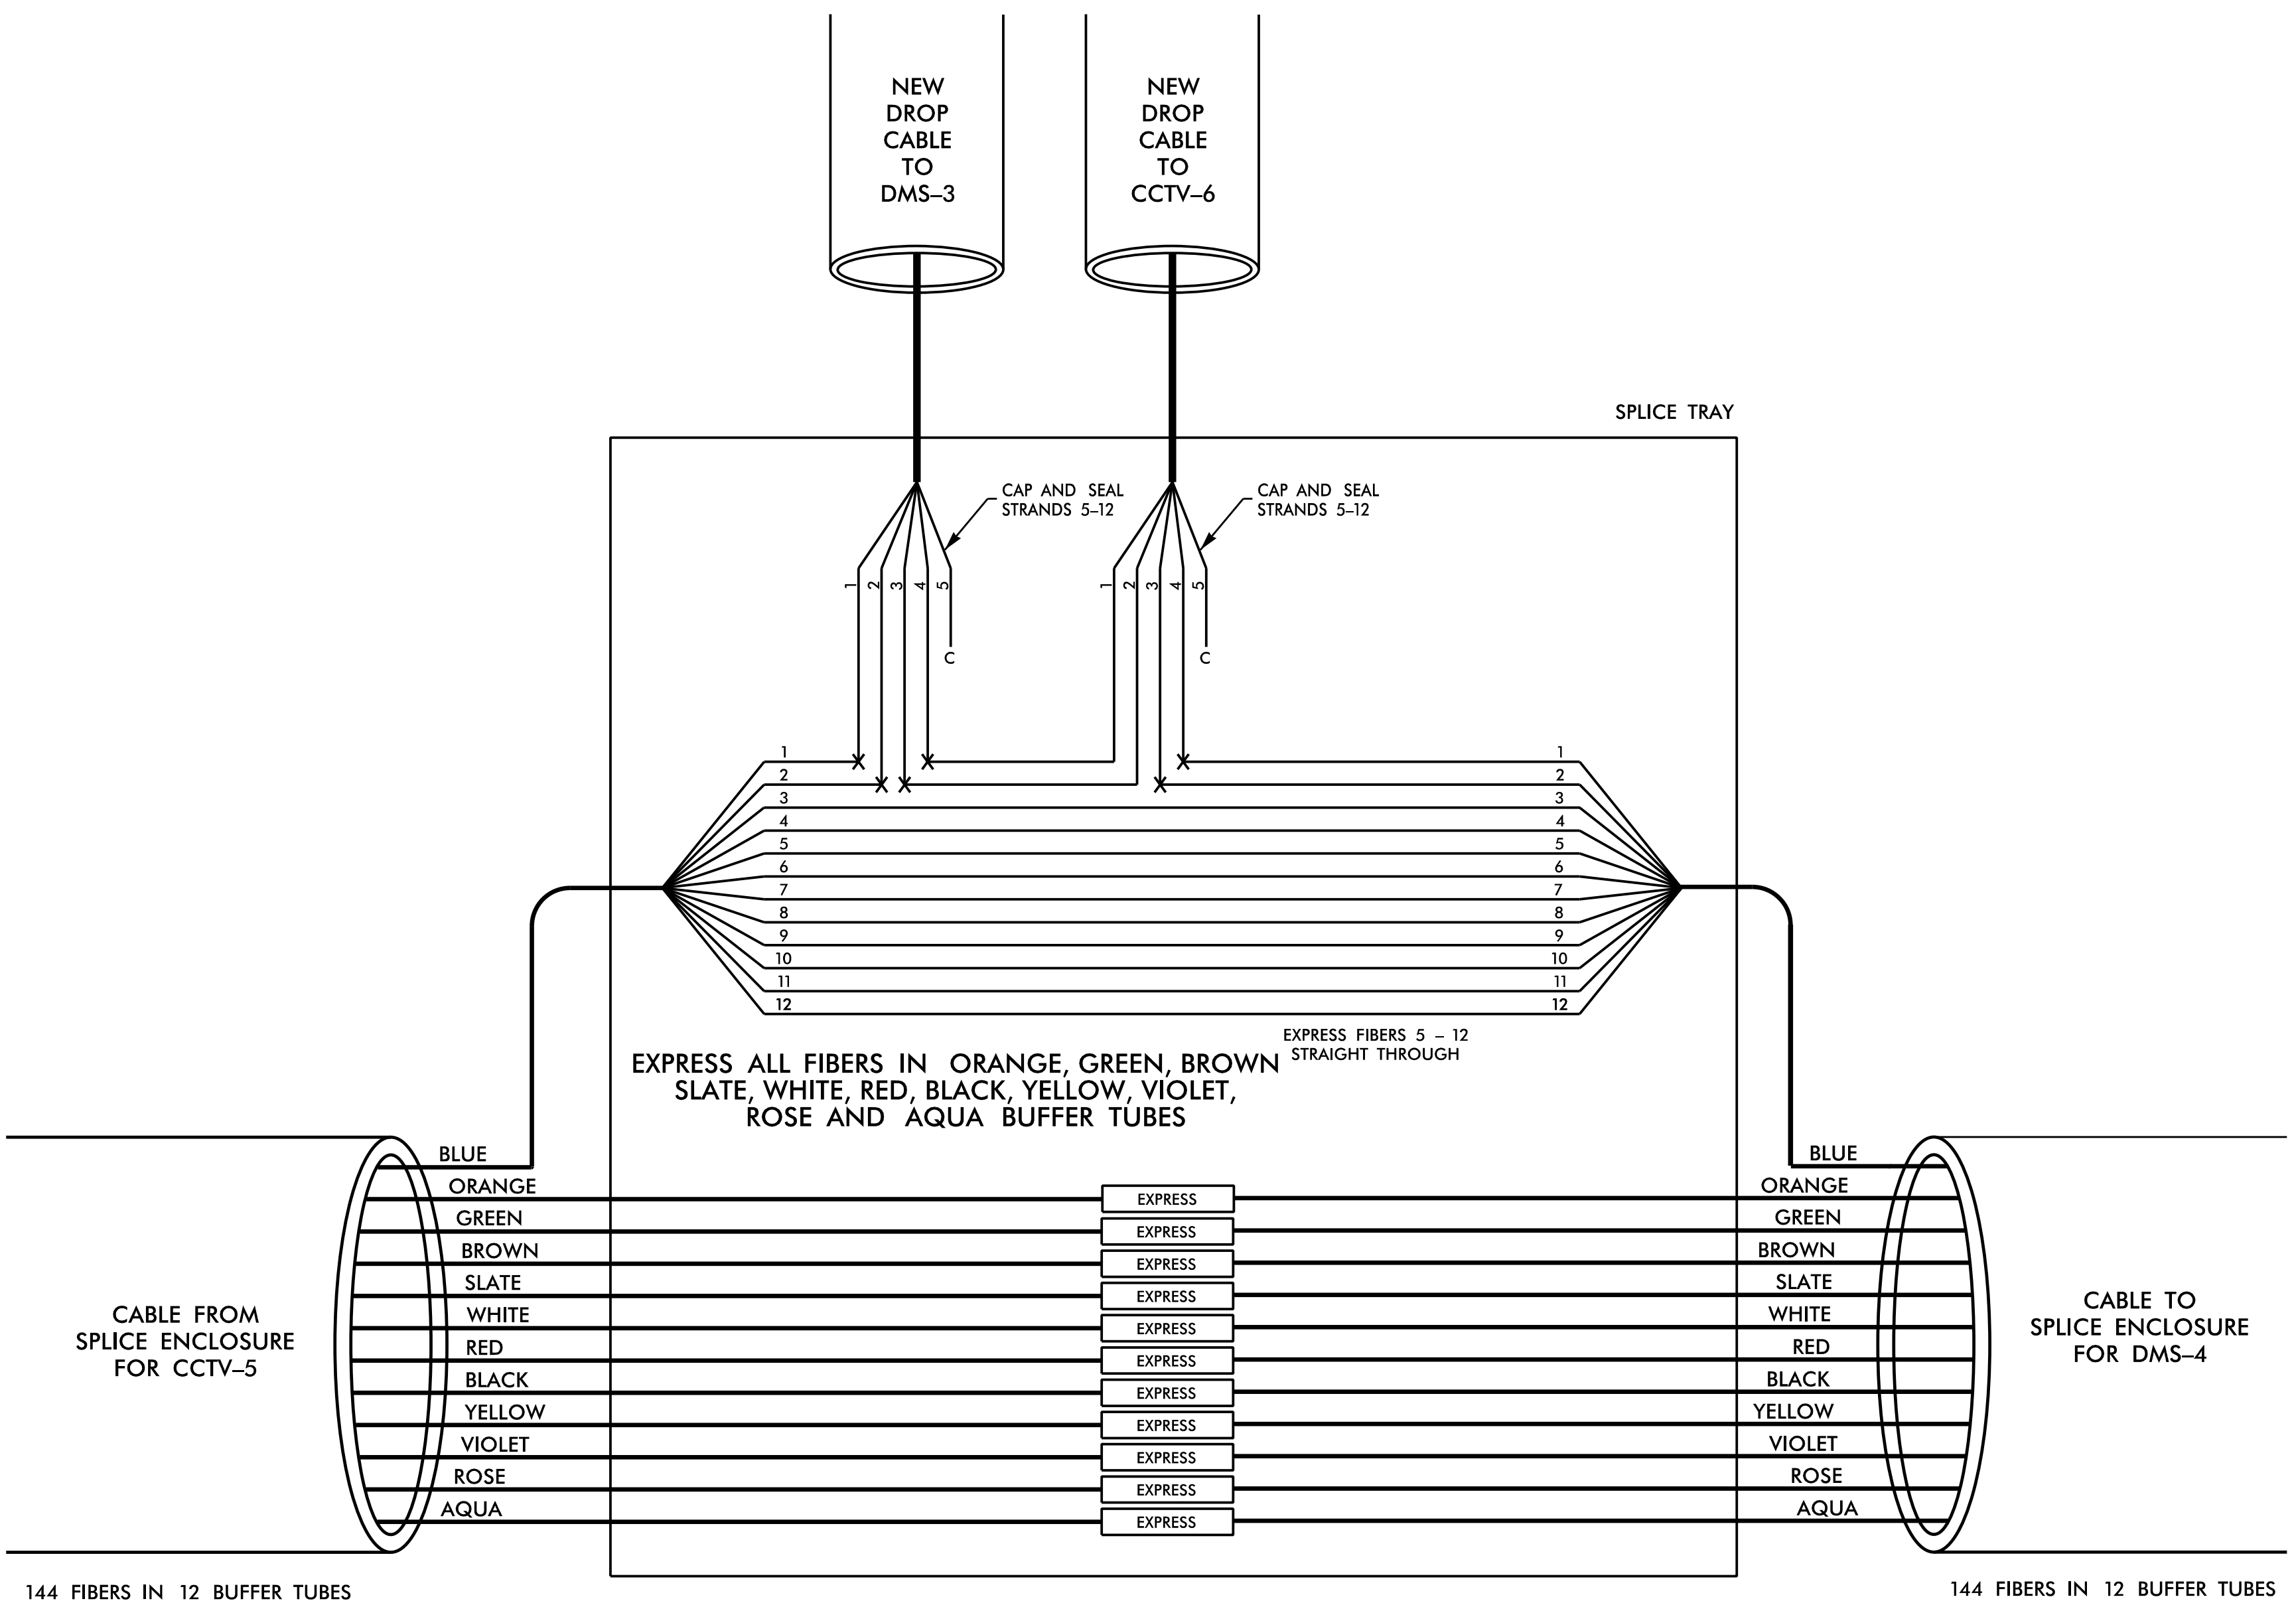 NEW
DROP
CABLE
TO
DMS–3
NEW
DROP
CABLE
TO
CCTV–6
SPLICE TRAY
CAP AND SEAL
STRANDS 5–12
CAP AND SEAL
STRANDS 5–12
1 2 3 4 5
1 2 3 4 5
C
C
1
2
3
4
5
6
7
8
9
10
11
12
1
2
3
4
5
6
7
8
9
10
11
12
EXPRESS FIBERS 5 – 12
STRAIGHT THROUGH
EXPRESS ALL FIBERS IN ORANGE, GREEN, BROWN
SLATE, WHITE, RED, BLACK, YELLOW, VIOLET,
ROSE AND AQUA BUFFER TUBES
BLUE
ORANGE
GREEN
BROWN
SLATE
WHITE
RED
BLACK
YELLOW
VIOLET
ROSE
AQUA
EXPRESS
EXPRESS
EXPRESS
EXPRESS
EXPRESS
EXPRESS
EXPRESS
EXPRESS
EXPRESS
EXPRESS
EXPRESS
BLUE
ORANGE
GREEN
BROWN
SLATE
WHITE
RED
BLACK
YELLOW
VIOLET
ROSE
AQUA
CABLE FROM
SPLICE ENCLOSURE
FOR CCTV–5
CABLE TO
SPLICE ENCLOSURE
FOR DMS–4
144 FIBERS IN 12 BUFFER TUBES
144 FIBERS IN 12 BUFFER TUBES